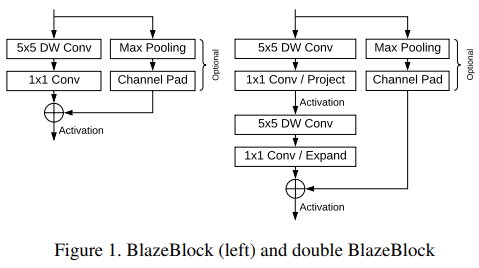 5x5 DW Conv
Max Pooling
1x1 Conv
Channel Pad
Optional
Activation
5x5 DW Conv
Max Pooling
1x1 Conv / Project
Channel Pad
Optional
Activation
5x5 DW Conv
1x1 Conv / Expand
Activation
Figure 1. BlazeBlock (left) and double BlazeBlock